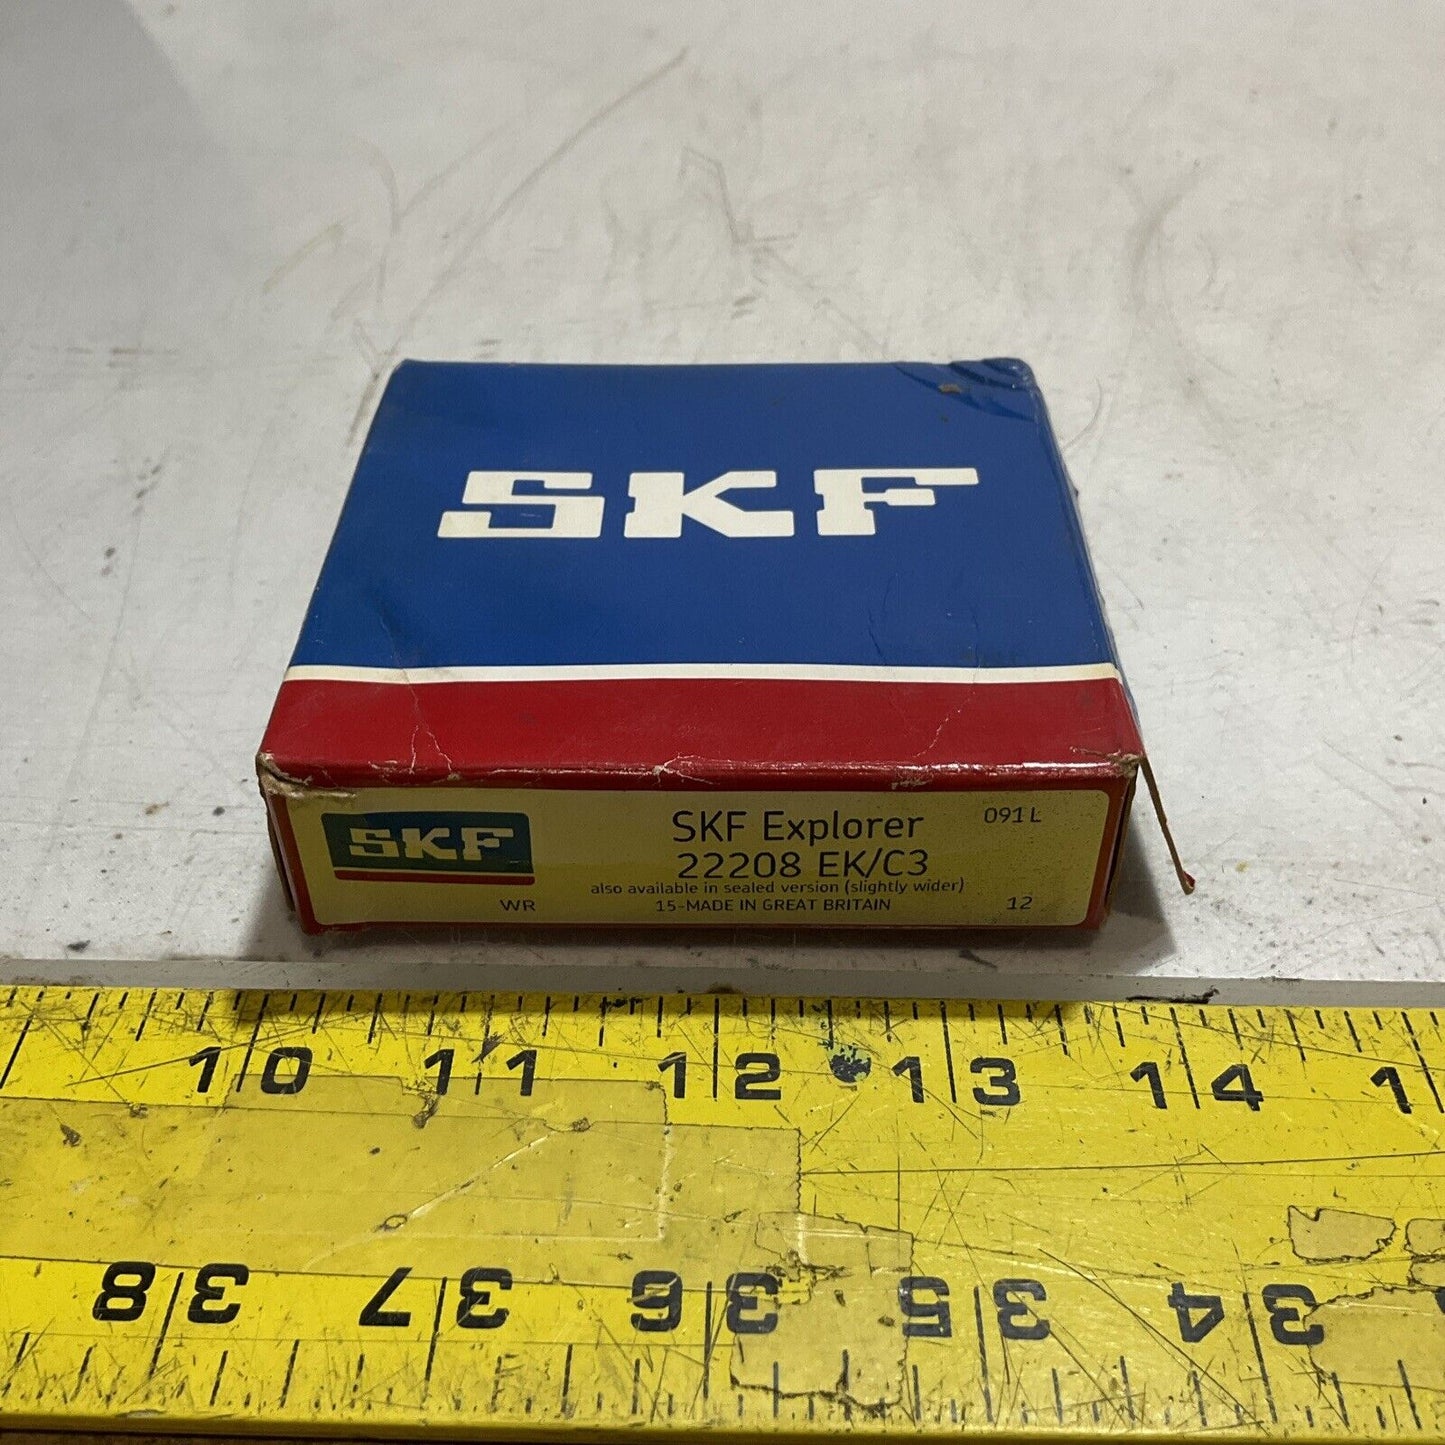 SKF
SKF
SKF Explorer
091L
22208 EK/C3
also available in sealed version (slightly wider)
WR
15-MADE IN GREAT BRITAIN
12
10 11 12 13 14 1
38 37 36 35 34